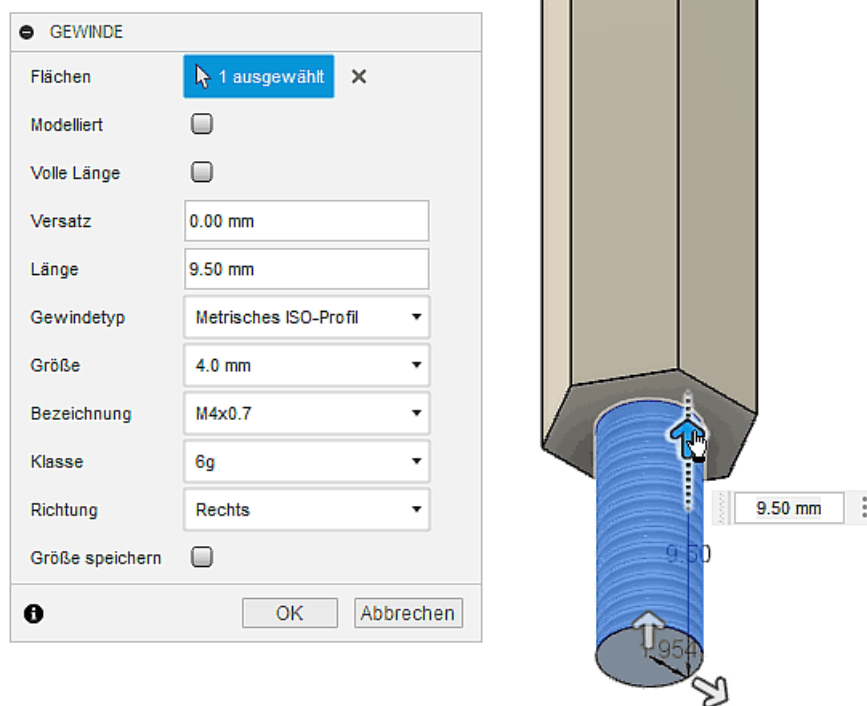 GEWINDE
Flächen 1 ausgewählt
Modelliert
Volle Länge
Versatz 0.00 mm
Länge 9.50 mm
Gewindetyp Metrisches ISO-Profil
Größe 4.0 mm
Bezeichnung M4x0.7
Klasse 6g
Richtung Rechts
Größe speichern
OK Abbrechen
9.50 mm
9.50
1.954